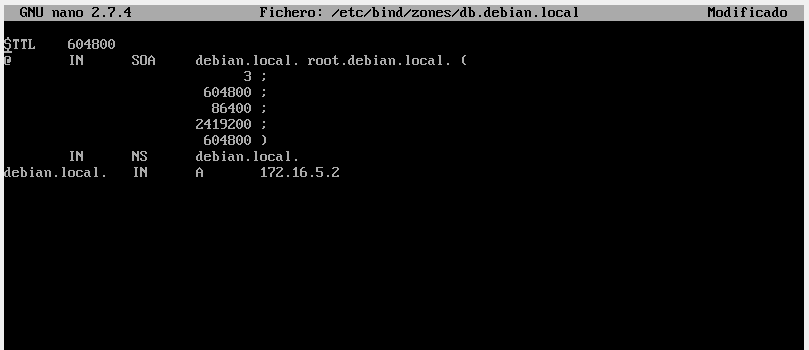 GNU nano 2.7.4 Fichero: /etc/bind/zones/db.debian.local Modificado
$TTL 604800
@ IN SOA debian.local. root.debian.local. (
3 ;
604800 ;
86400 ;
2419200 ;
604800 )
IN NS debian.local.
debian.local. IN A 172.16.5.2